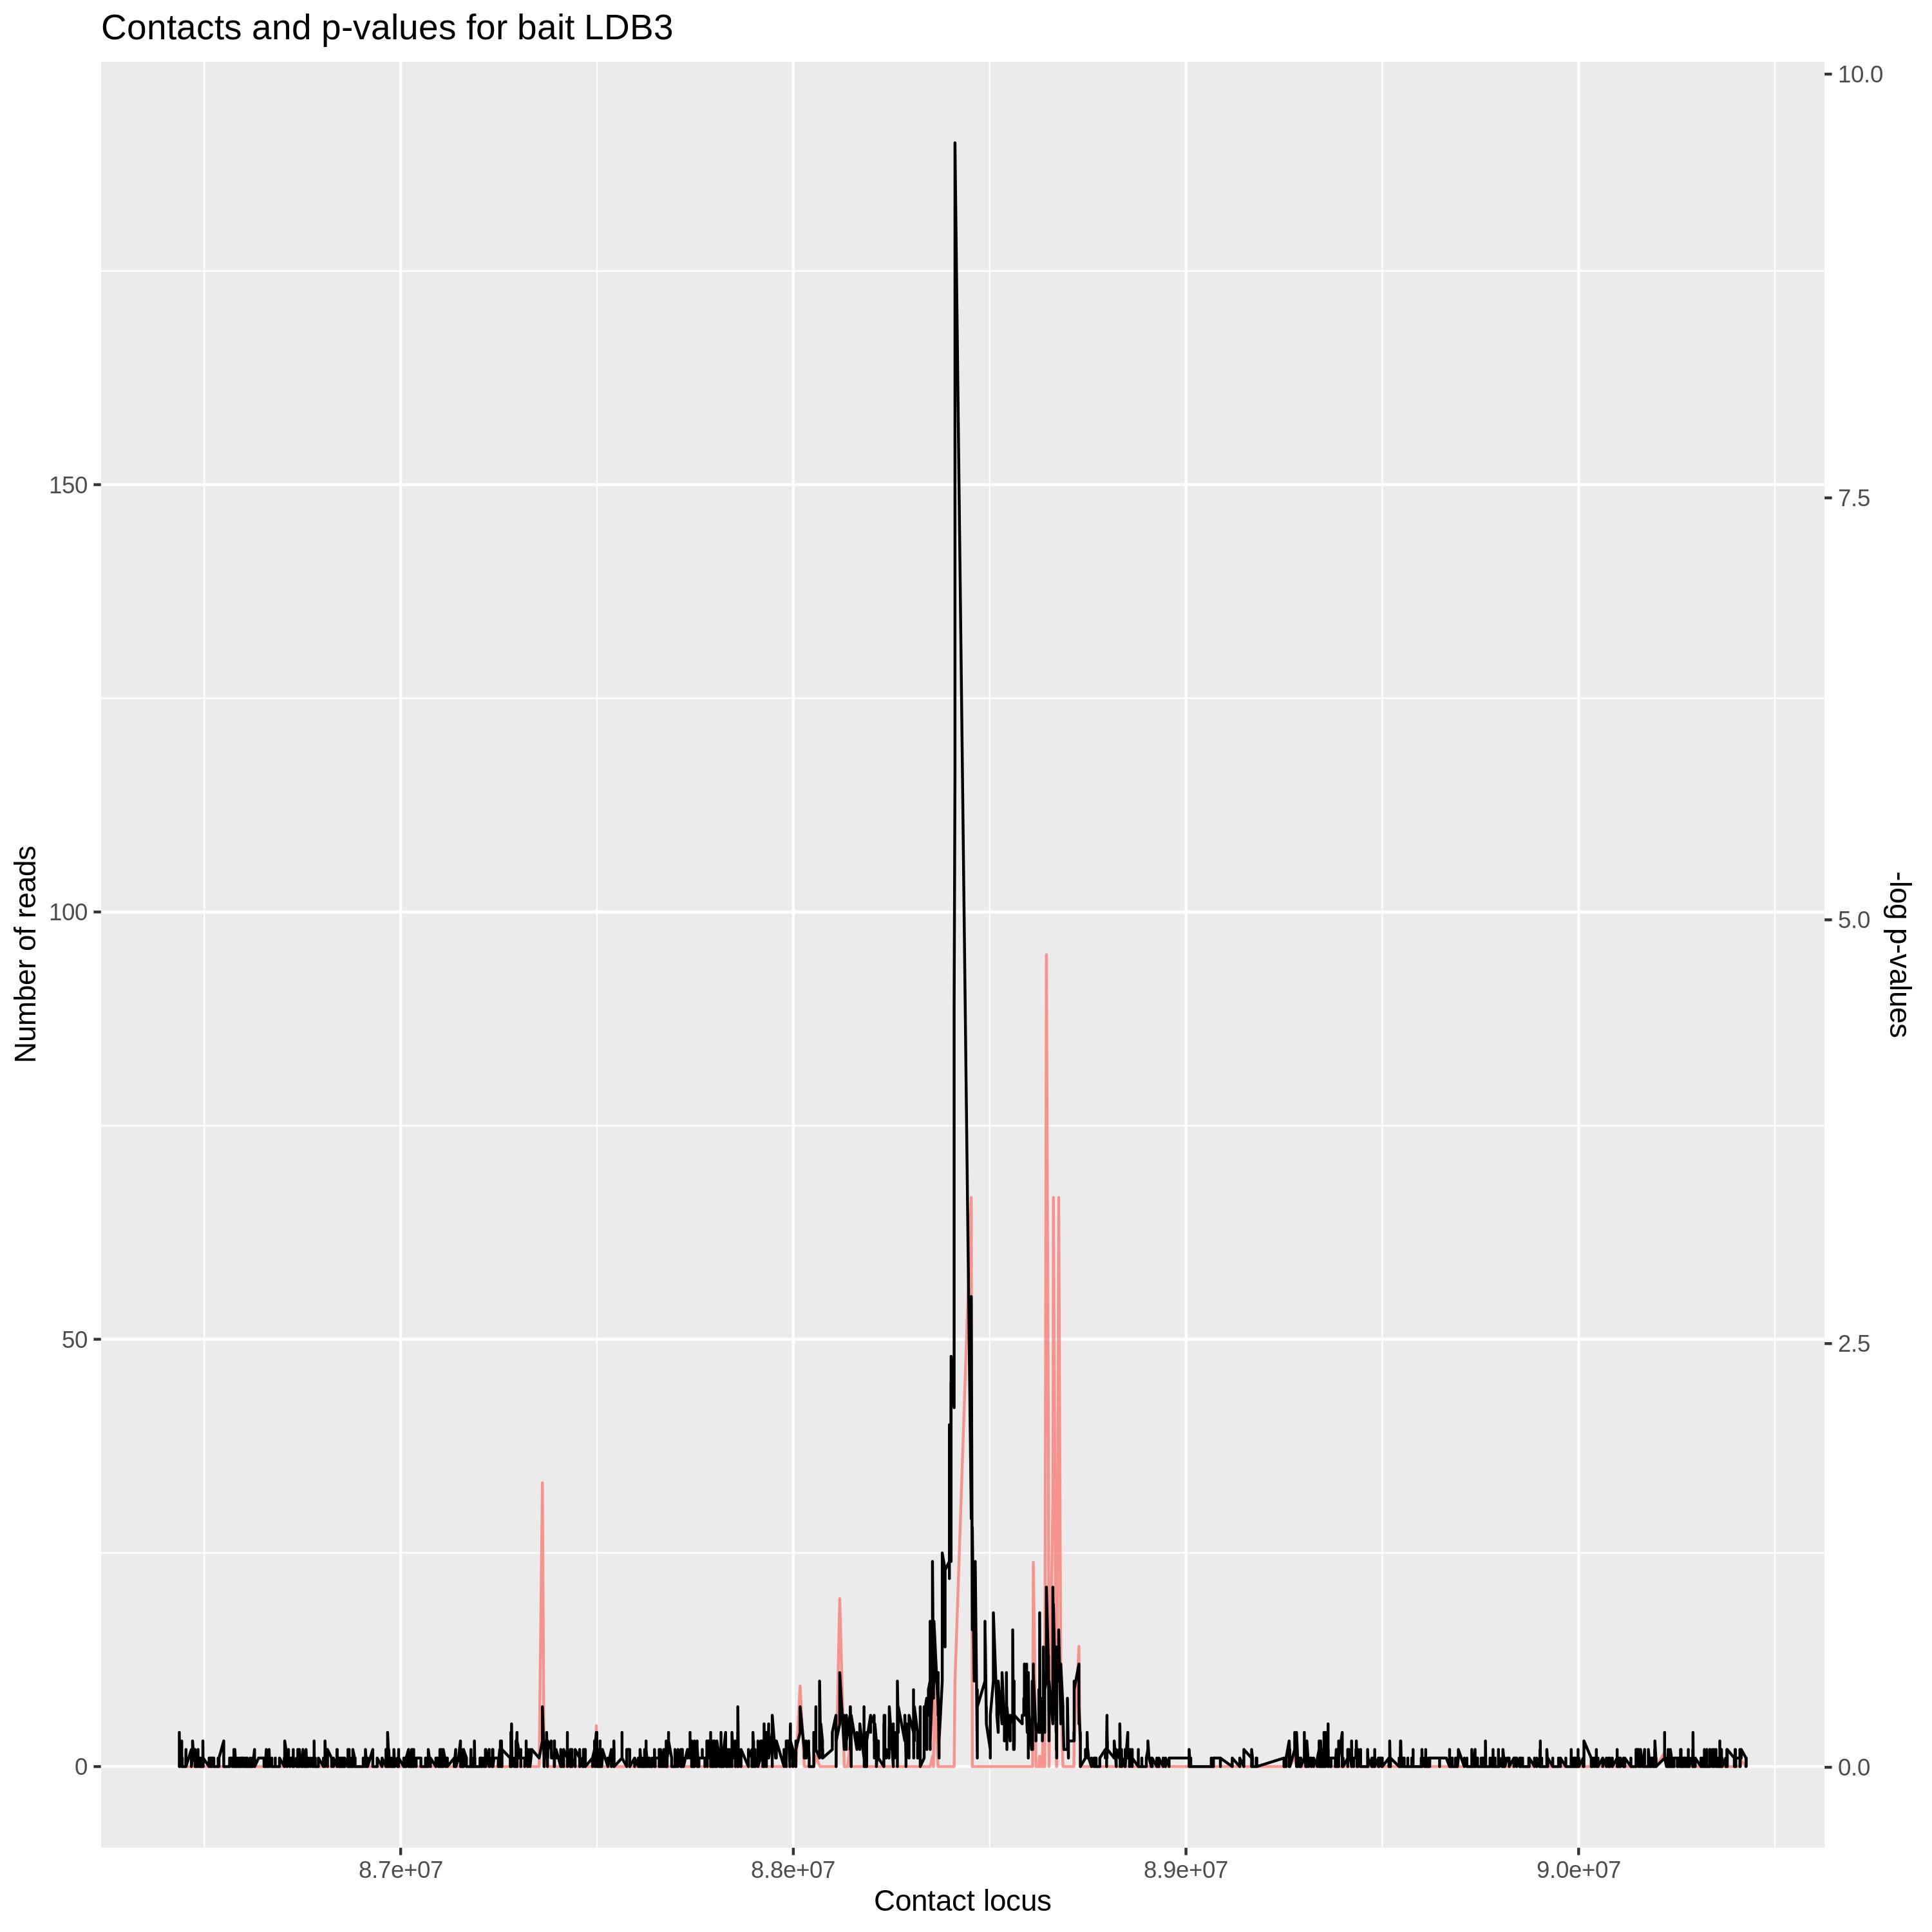 Contacts and p-values for bait LDB3
10.0
150
7.5
Number of reads
100
5.0
-log p-values
50
2.5
0
0.0
8.7e+07
8.8e+07
8.9e+07
9.0e+07
Contact locus